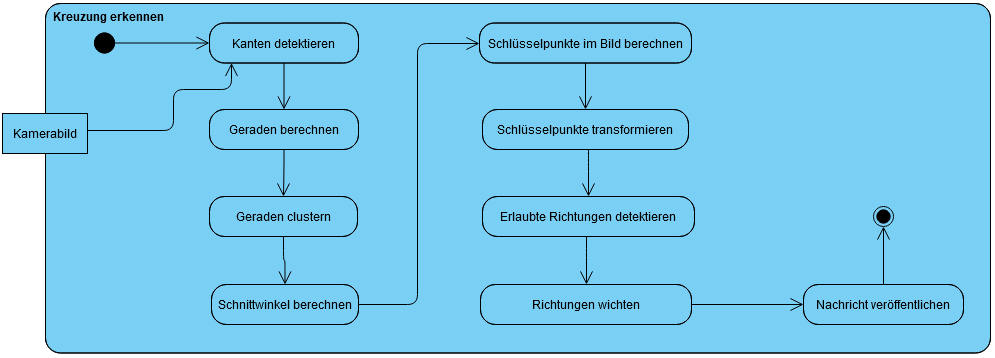 Kreuzung erkennen
Kamerabild
Kanten detektieren
Geraden berechnen
Geraden clustern
Schnittwinkel berechnen
Schlüsselpunkte im Bild berechnen
Schlüsselpunkte transformieren
Erlaubte Richtungen detektieren
Richtungen wichten
Nachricht veröffentlichen